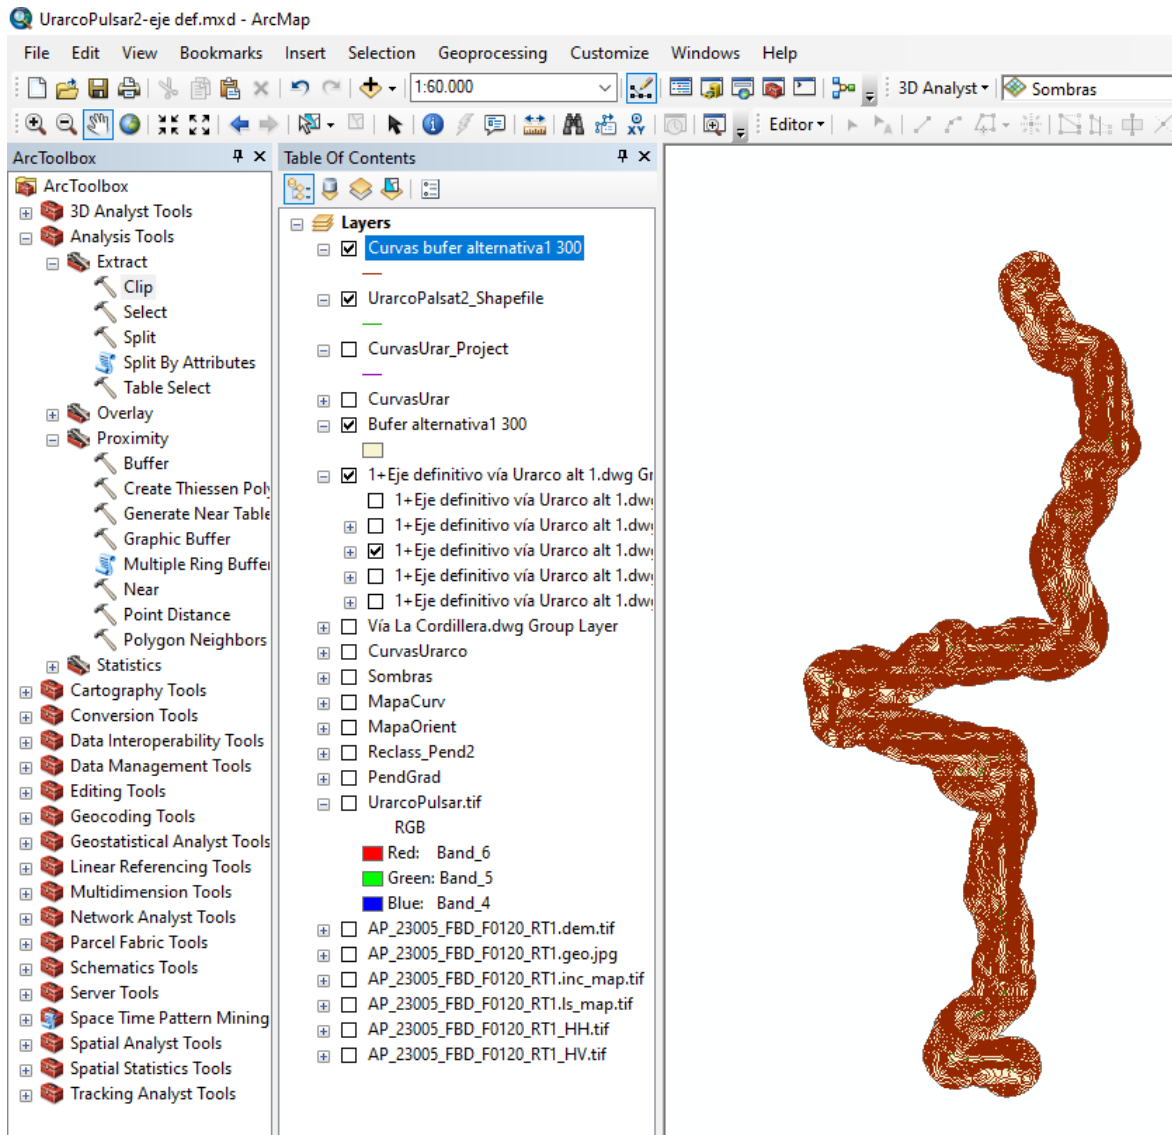 UrarcoPulsar2-eje def.mxd - ArcMap
File Edit View Bookmarks Insert Selection Geoprocessing Customize Windows Help
1:60.000 3D Analyst Sombras
Editor
ArcToolbox
ArcToolbox
3D Analyst Tools
Analysis Tools
Extract
Clip
Select
Split
Split By Attributes
Table Select
Overlay
Proximity
Buffer
Create Thiessen Poly
Generate Near Table
Graphic Buffer
Multiple Ring Buffer
Near
Point Distance
Polygon Neighbors
Statistics
Cartography Tools
Conversion Tools
Data Interoperability Tools
Data Management Tools
Editing Tools
Geocoding Tools
Geostatistical Analyst Tools
Linear Referencing Tools
Multidimension Tools
Network Analyst Tools
Parcel Fabric Tools
Schematics Tools
Server Tools
Space Time Pattern Mining
Spatial Analyst Tools
Spatial Statistics Tools
Tracking Analyst Tools
Table Of Contents
Layers
Curvas bufer alternativa1 300
UrarcoPalsat2_Shapefile
CurvasUrar_Project
CurvasUrar
Bufer alternativa1 300
1+Eje definitivo vía Urarco alt 1.dwg Gr
1+Eje definitivo vía Urarco alt 1.dwg
1+Eje definitivo vía Urarco alt 1.dwg
1+Eje definitivo vía Urarco alt 1.dwg
1+Eje definitivo vía Urarco alt 1.dwg
1+Eje definitivo vía Urarco alt 1.dwg
Vía La Cordillera.dwg Group Layer
CurvasUrarco
Sombras
MapaCurv
MapaOrient
Reclass_Pend2
PendGrad
UrarcoPulsar.tif
RGB
Red: Band_6
Green: Band_5
Blue: Band_4
AP_23005_FBD_F0120_RT1.dem.tif
AP_23005_FBD_F0120_RT1.geo.jpg
AP_23005_FBD_F0120_RT1.inc_map.tif
AP_23005_FBD_F0120_RT1.ls_map.tif
AP_23005_FBD_F0120_RT1_HH.tif
AP_23005_FBD_F0120_RT1_HV.tif